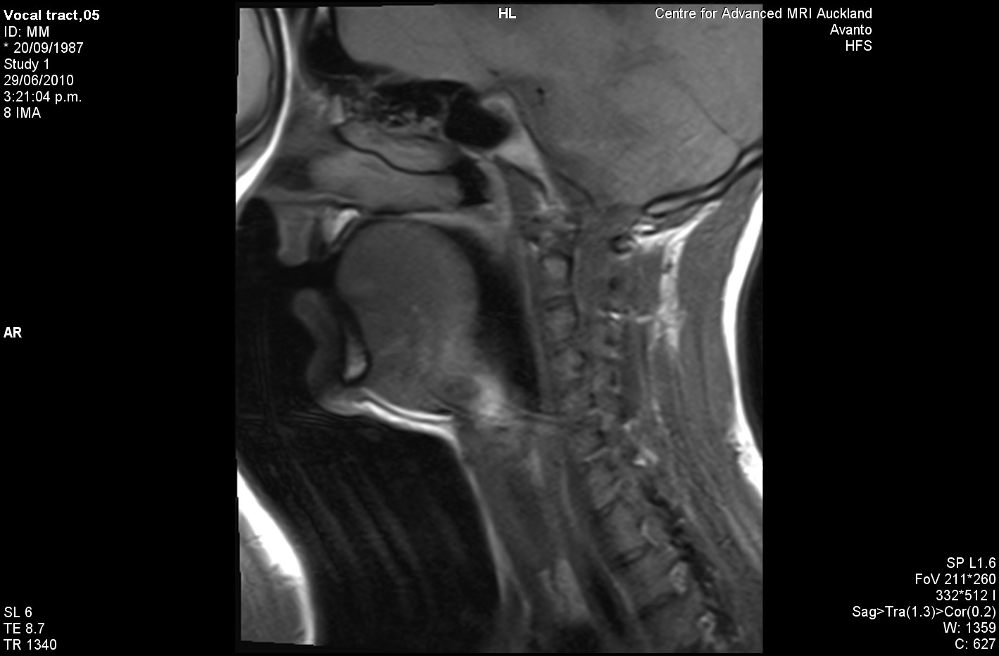 Vocal tract,05
ID: MM
* 20/09/1987
Study 1
29/06/2010
3:21:04 p.m.
8 IMA
HL
Centre for Advanced MRI Auckland
Avanto
HFS
AR
SL 6
TE 8.7
TR 1340
SP L1.6
FoV 211*260
332*512 I
Sag>Tra(1.3)>Cor(0.2)
W: 1359
C: 627